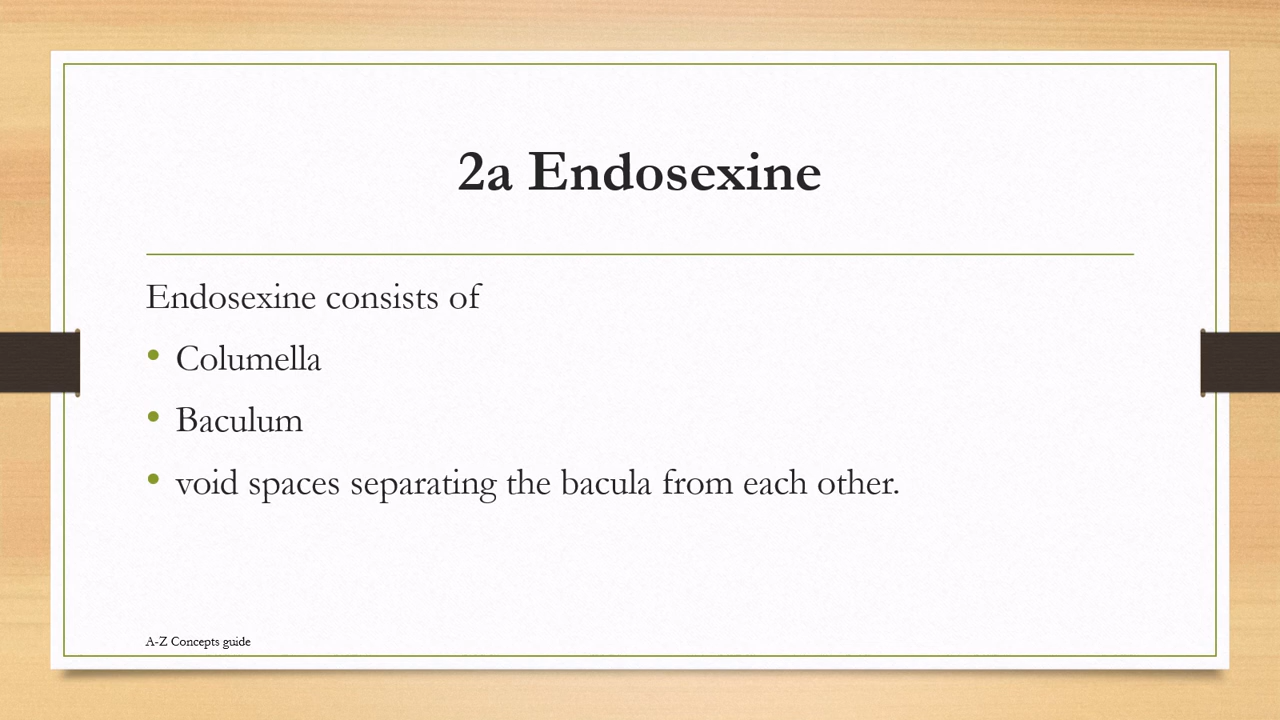 2a Endosexine
Endosexine consists of
• Columella
• Baculum
• void spaces separating the bacula from each other.
A-Z Concepts guide